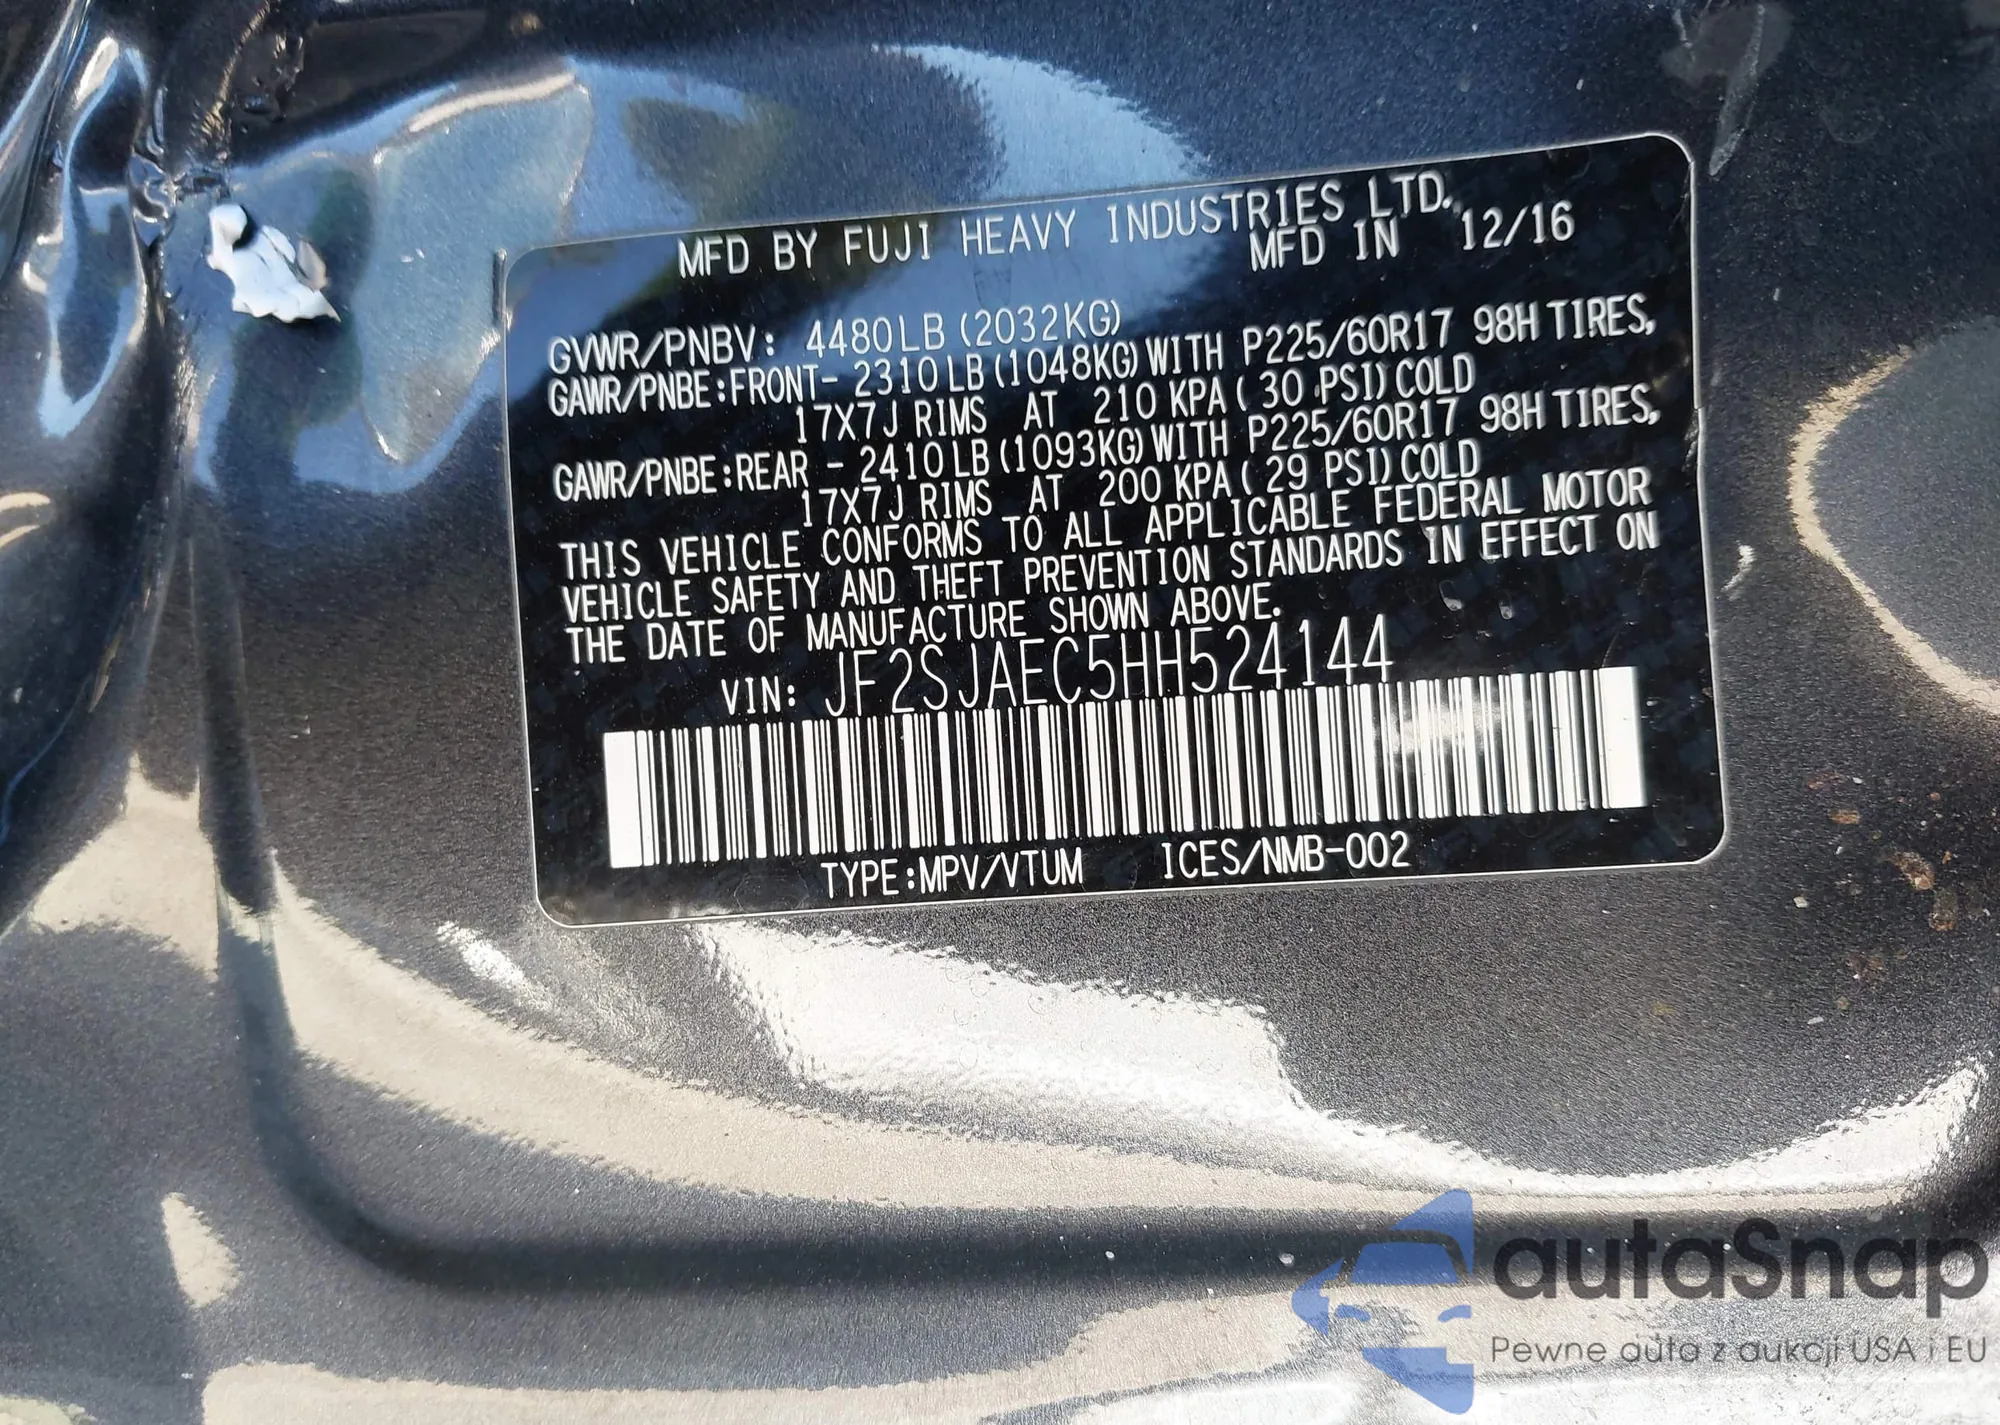 MFD BY FUJI HEAVY INDUSTRIES LTD.
MFD IN 12/16
GVWR/PNBV: 4480LB (2032KG)
GAWR/PNBE:FRONT- 2310LB (1048KG) WITH P225/60R17 98H TIRES,
17X7J RIMS AT 210 KPA ( 30 PSI) COLD
GAWR/PNBE:REAR - 2410LB (1093KG) WITH P225/60R17 98H TIRES,
17X7J RIMS AT 200 KPA ( 29 PSI) COLD
THIS VEHICLE CONFORMS TO ALL APPLICABLE FEDERAL MOTOR
VEHICLE SAFETY AND THEFT PREVENTION STANDARDS IN EFFECT ON
THE DATE OF MANUFACTURE SHOWN ABOVE.
VIN: JF2SJAEC5HH524144
TYPE:MPV/VTUM ICES/NMB-002
autaSnap
Pewne auta z aukcji USA i EU